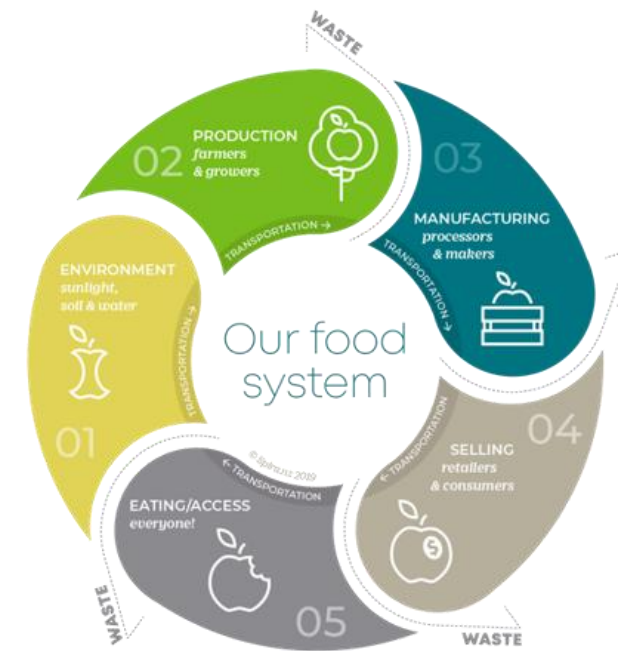 Our food
system
01
ENVIRONMENT
sunlight,
soil & water
TRANSPORTATION →
02
PRODUCTION
farmers
& growers
TRANSPORTATION →
WASTE
03
MANUFACTURING
processors
& makers
TRANSPORTATION →
04
SELLING
retailers
& consumers
← TRANSPORTATION
WASTE
05
EATING/ACCESS
everyone!
← TRANSPORTATION
WASTE